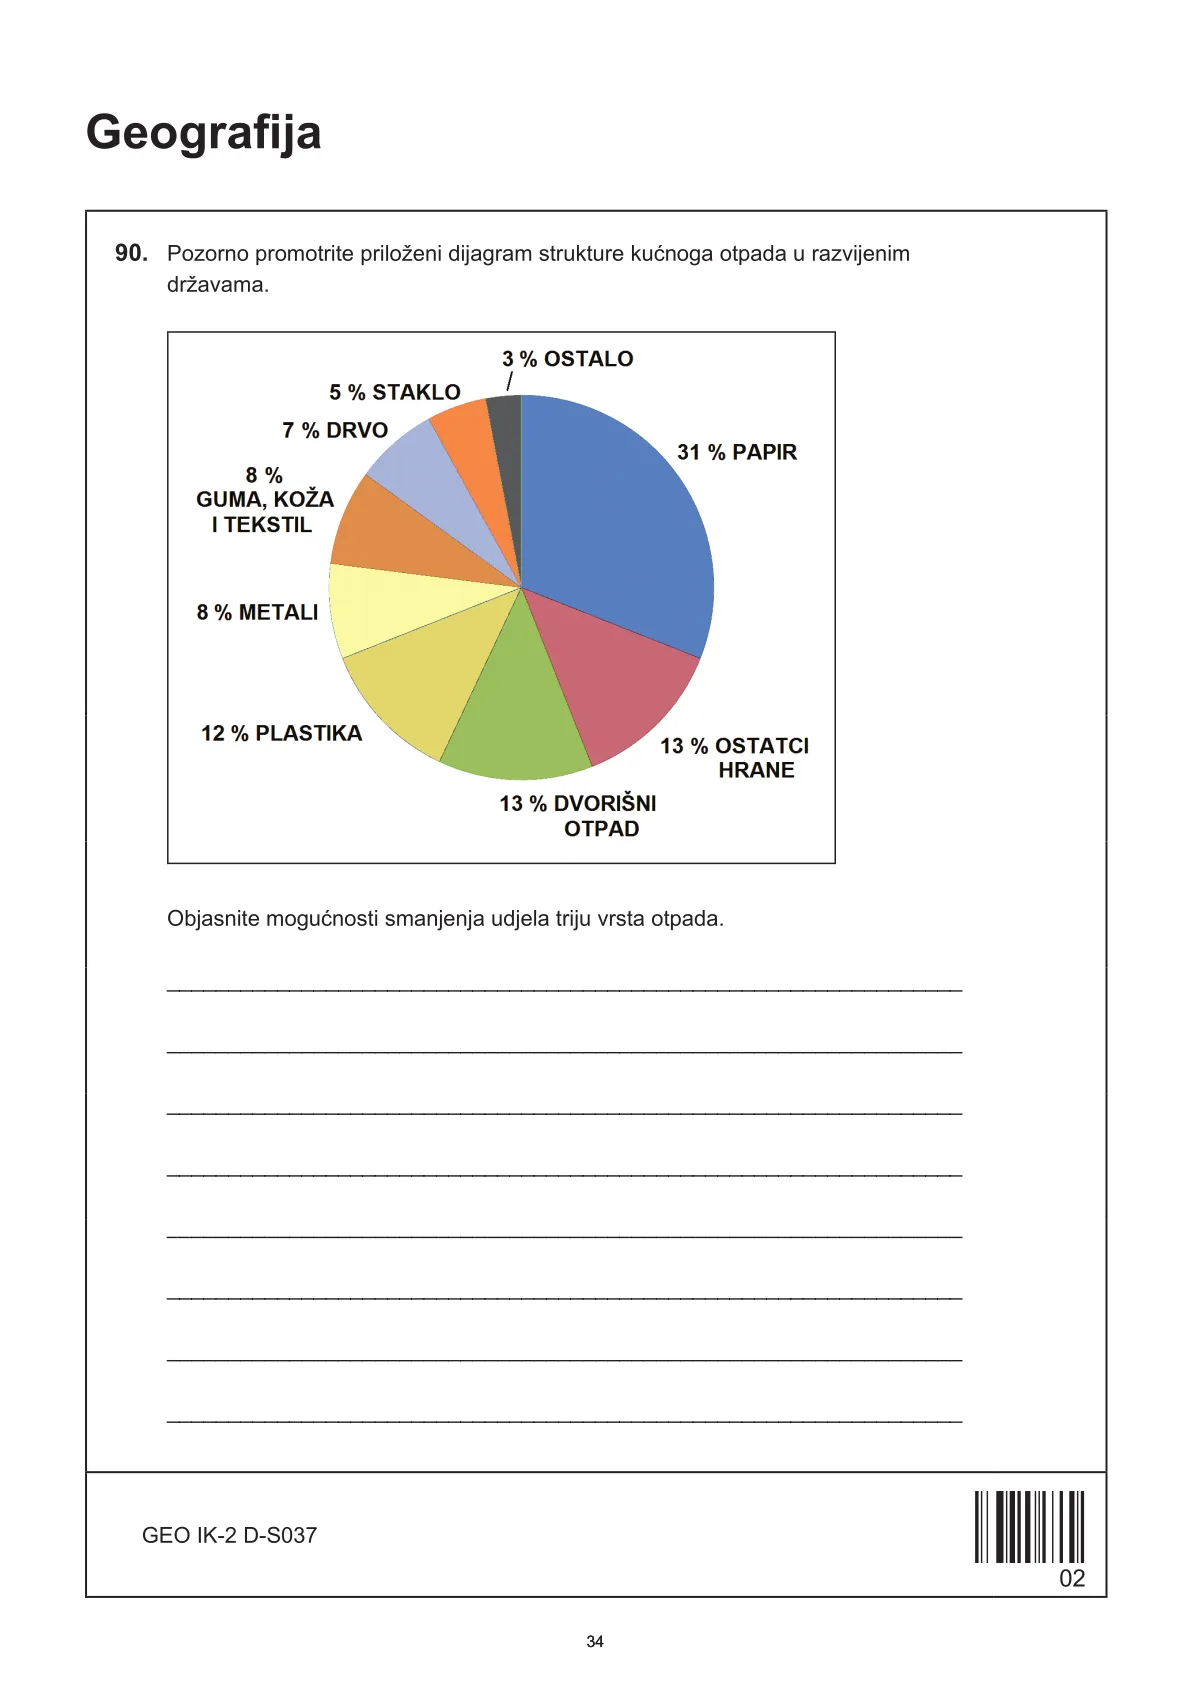 Geografija
90. Pozorno promotrite priloženi dijagram strukture kućnoga otpada u razvijenim
državama.
3 % OSTALO
5 % STAKLO
7 % DRVO
31 % PAPIR
8 %
GUMA, KOŽA
I TEKSTIL
8 % METALI
12 % PLASTIKA
13 % OSTATCI
HRANE
13 % DVORIŠNI
OTPAD
Objasnite mogućnosti smanjenja udjela triju vrsta otpada.
GEO IK-2 D-S037
02
34